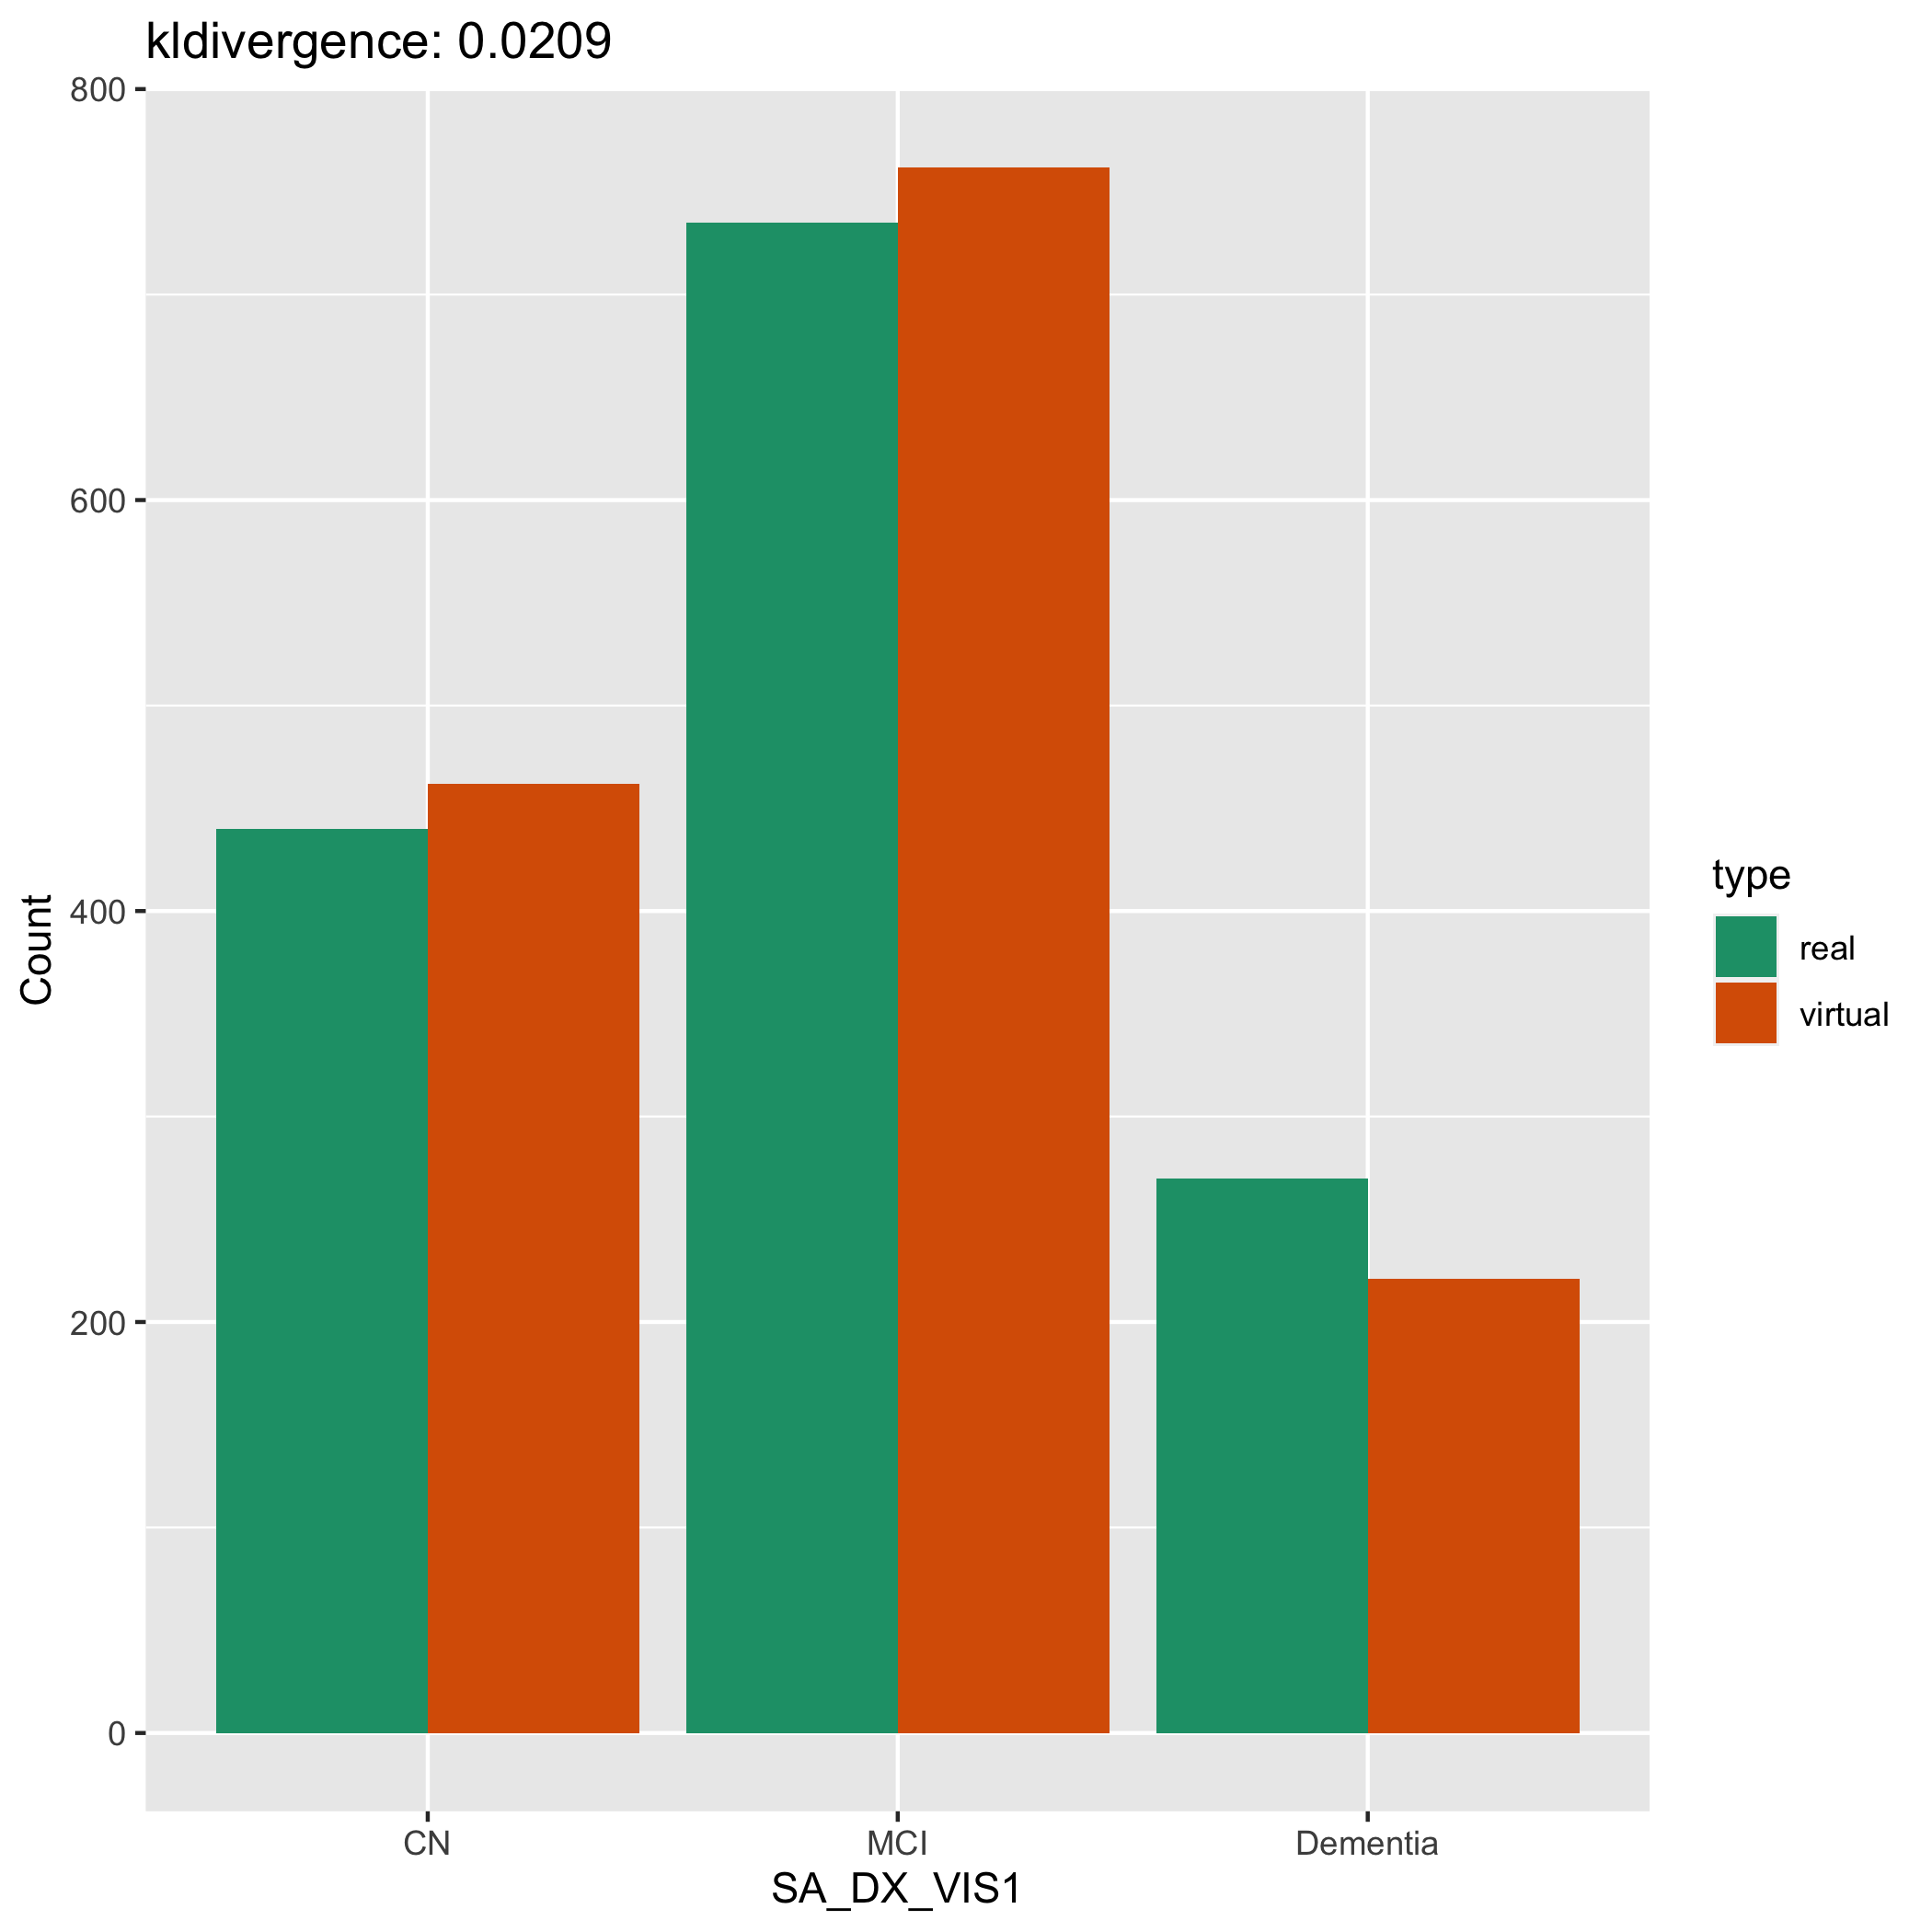 kldivergence: 0.0209
800
600
400
200
0
Count
CN
MCI
Dementia
SA_DX_VIS1
type
real
virtual